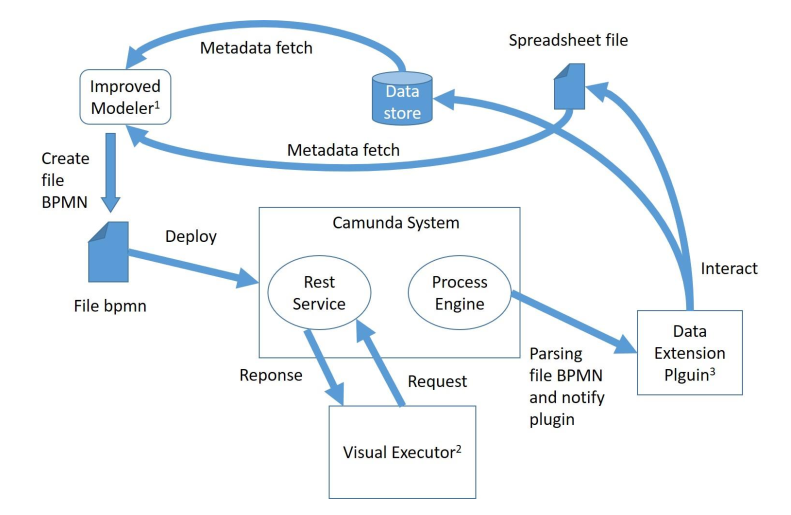 Metadata fetch
Spreadsheet file
Improved
Modeler¹
Data
store
Metadata fetch
Create
file
BPMN
Camunda System
Deploy
Rest
Service
Process
Engine
Interact
File bpmn
Data
Extension
Plguin³
Reponse
Request
Parsing
file BPMN
and notify
plugin
Visual Executor²